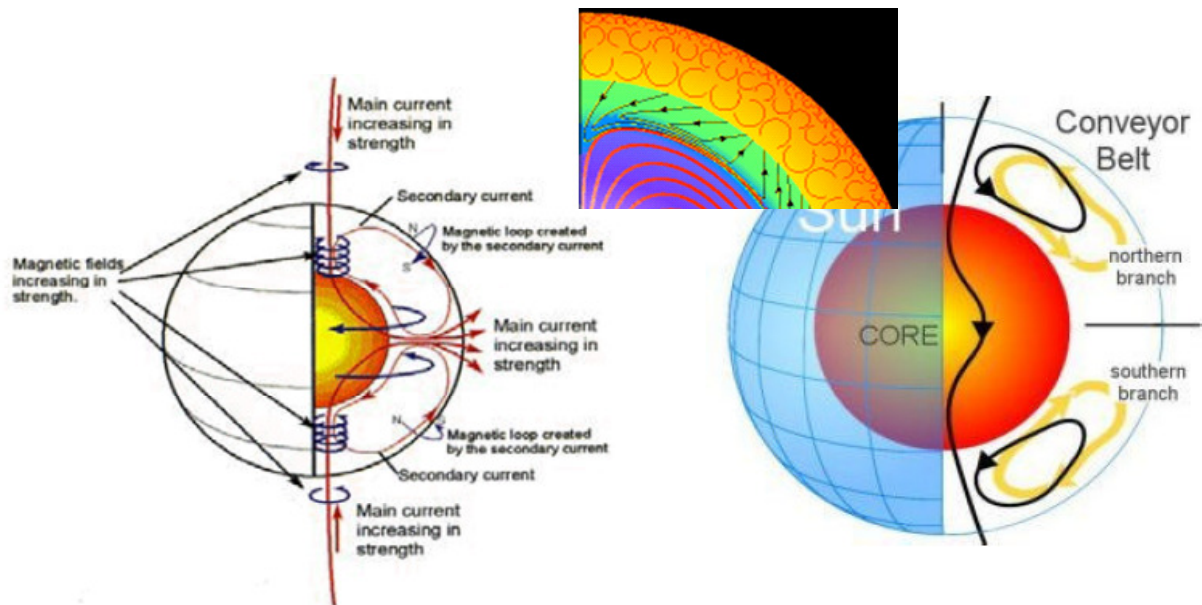 Main current
increasing in
strength
Secondary current
N
Magnetic loop created
by the secondary current
S
Magnetic fields
increasing in
strength.
Main current
increasing in
strength
N
S
Magnetic loop created
by the secondary current
Secondary current
Main current
increasing in
strength
Conveyor
Belt
Sun
northern
branch
CORE
southern
branch